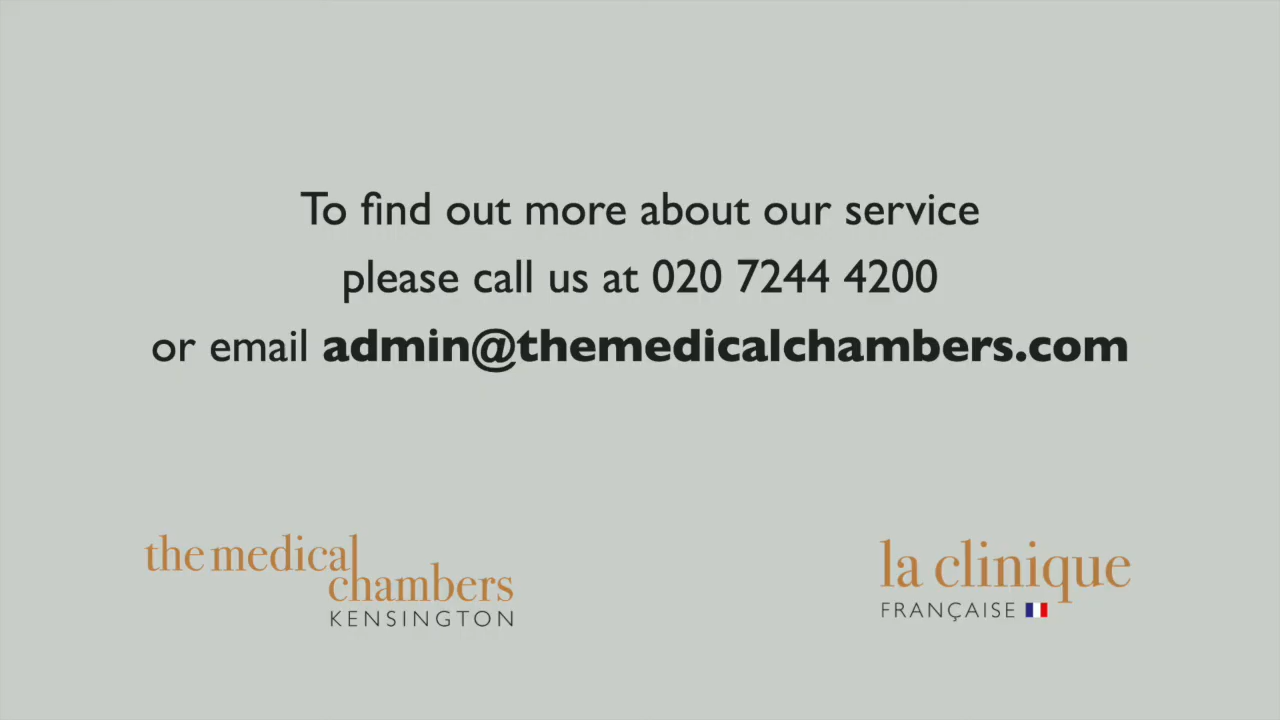 To find out more about our service
please call us at 020 7244 4200
or email admin@themedicalchambers.com
the medical
chambers
KENSINGTON
la clinique
FRANÇAISE